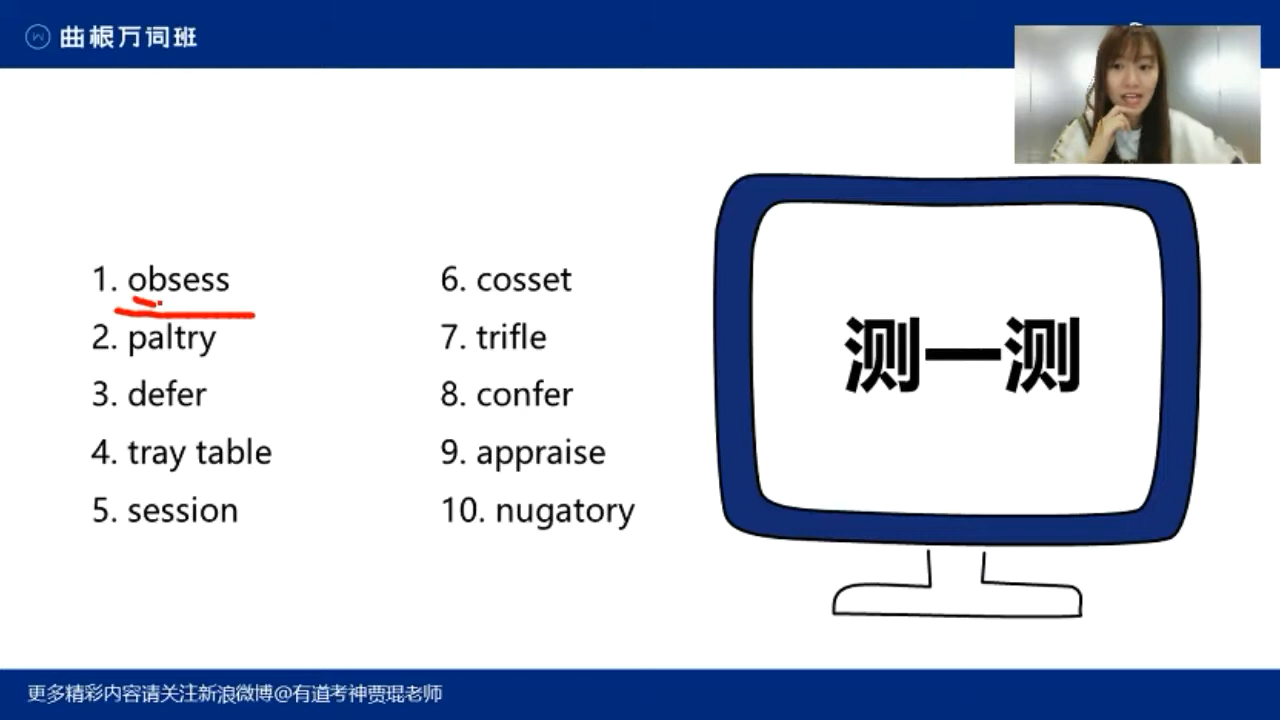 曲根万词班
1. obsess
2. paltry
3. defer
4. tray table
5. session
6. cosset
7. trifle
8. confer
9. appraise
10. nugatory
测一测
更多精彩内容请关注新浪微博@有道考神贾琨老师